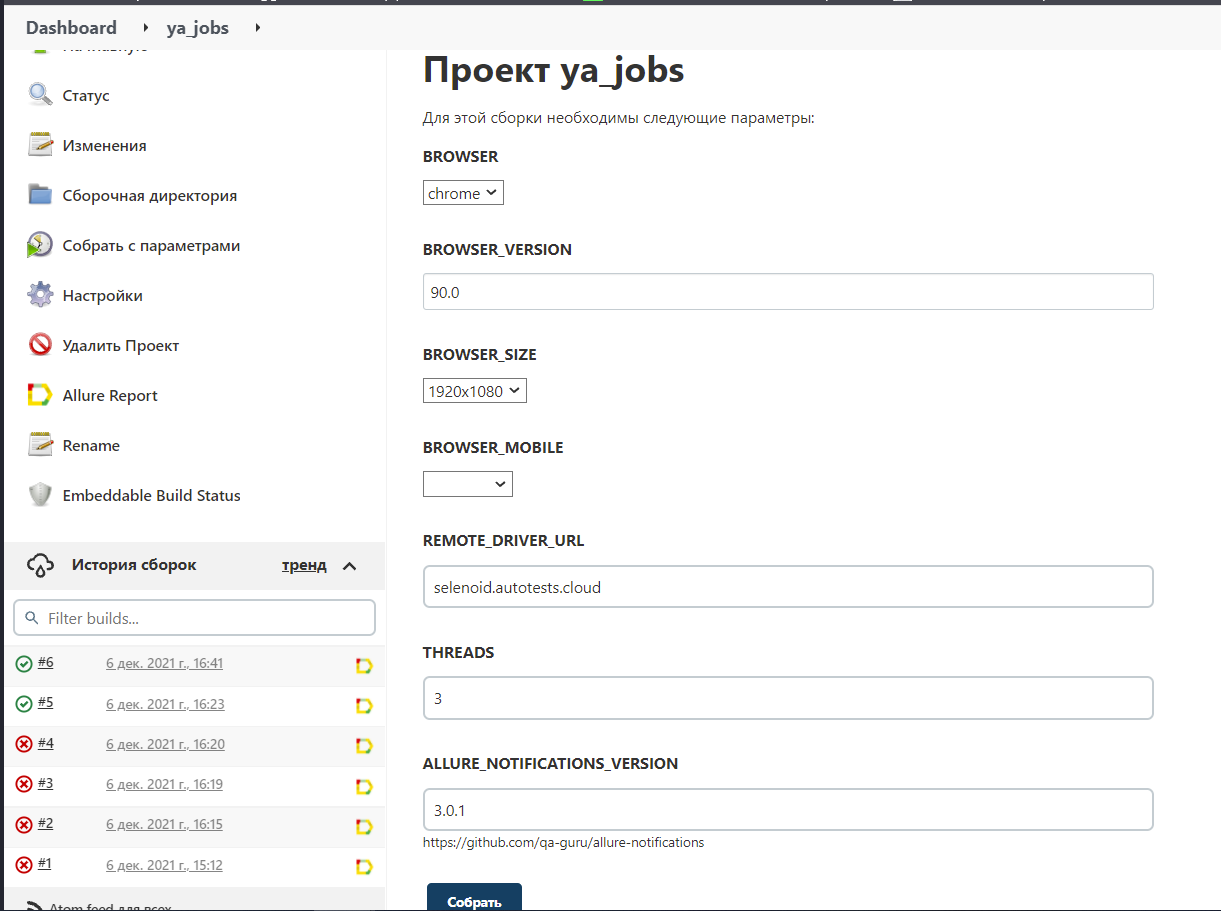 Dashboard
ya_jobs
Статус
Изменения
Сборочная директория
Собрать с параметрами
Настройки
Удалить Проект
Allure Report
Rename
Embeddable Build Status
История сборок
тренд
Filter builds...
#6 6 дек. 2021 г., 16:41
#5 6 дек. 2021 г., 16:23
#4 6 дек. 2021 г., 16:20
#3 6 дек. 2021 г., 16:19
#2 6 дек. 2021 г., 16:15
#1 6 дек. 2021 г., 15:12
Atom feed для всех
Проект ya_jobs
Для этой сборки необходимы следующие параметры:
BROWSER
chrome
BROWSER_VERSION
90.0
BROWSER_SIZE
1920x1080
BROWSER_MOBILE
REMOTE_DRIVER_URL
selenoid.autotests.cloud
THREADS
3
ALLURE_NOTIFICATIONS_VERSION
3.0.1
https://github.com/qa-guru/allure-notifications
Собрать